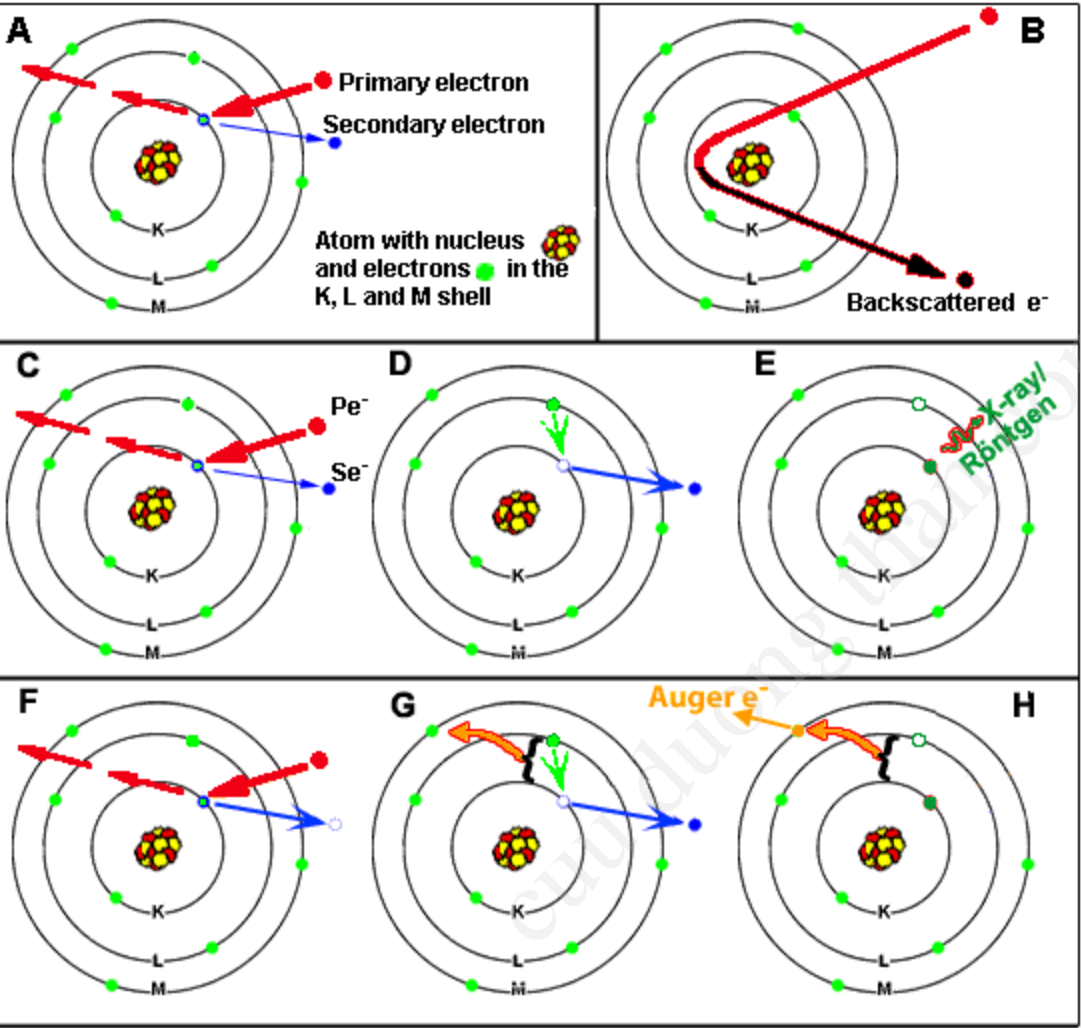 A
Primary electron
Secondary electron
K
L
M
Atom with nucleus
and electrons in the
K, L and M shell
B
K
L
M
Backscattered e-
C
Pe-
Se-
K
L
M
D
K
L
M
E
X-ray/
Röntgen
K
L
M
F
K
L
M
G
K
L
M
Auger e-
H
K
L
M